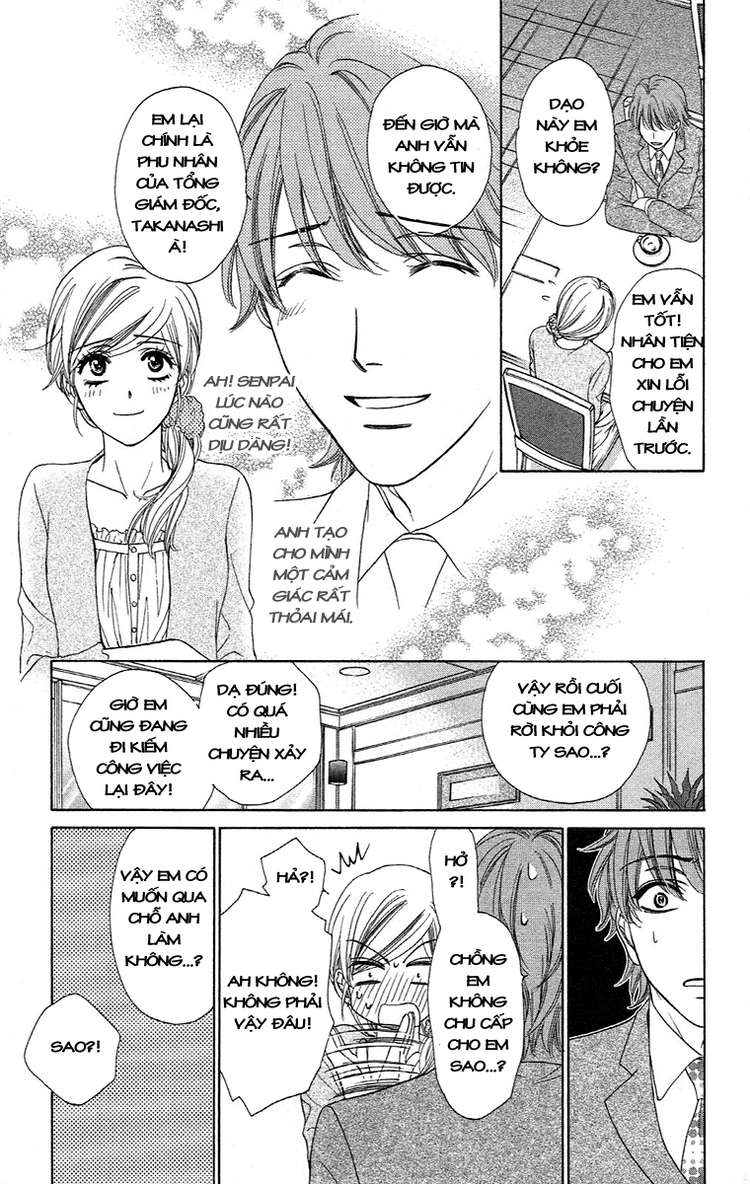 DẠO
NÀY EM
KHỎE
KHÔNG?
EM VẪN
TỐT!
NHÂN TIỆN
CHO EM
XIN LỖI
CHUYỆN
LẦN
TRƯỚC.
ĐẾN GIỜ MÀ
ANH VẪN
KHÔNG TIN
ĐƯỢC.
EM LẠI
CHÍNH LÀ
PHU NHÂN
CỦA TỔNG
GIÁM ĐỐC,
TAKANASHI
À!
AH! SENPAI
LÚC NÀO
CŨNG RẤT
DỊU DÀNG!
ANH TẠO
CHO MÌNH
MỘT CẢM
GIÁC RẤT
THỎAI MÁI.
VẬY RỒI CUỐI
CÙNG EM PHẢI
RỜI KHỎI CÔNG
TY SAO...?
DẠ ĐÚNG!
CÓ QUÁ
NHIỀU
CHUYỆN XẢY
RA...
GIỜ EM
CŨNG ĐANG
ĐI KIẾM
CÔNG VIỆC
LẠI ĐÂY!
HỞ
?!
CHỒNG
EM
KHÔNG
CHU CẤP
CHO EM
SAO...?
HẢ?!
AH KHÔNG!
KHÔNG PHẢI
VẬY ĐÂU!
VẬY EM CÓ
MUỐN QUA
CHỖ ANH
LÀM
KHÔNG...?
SAO?!